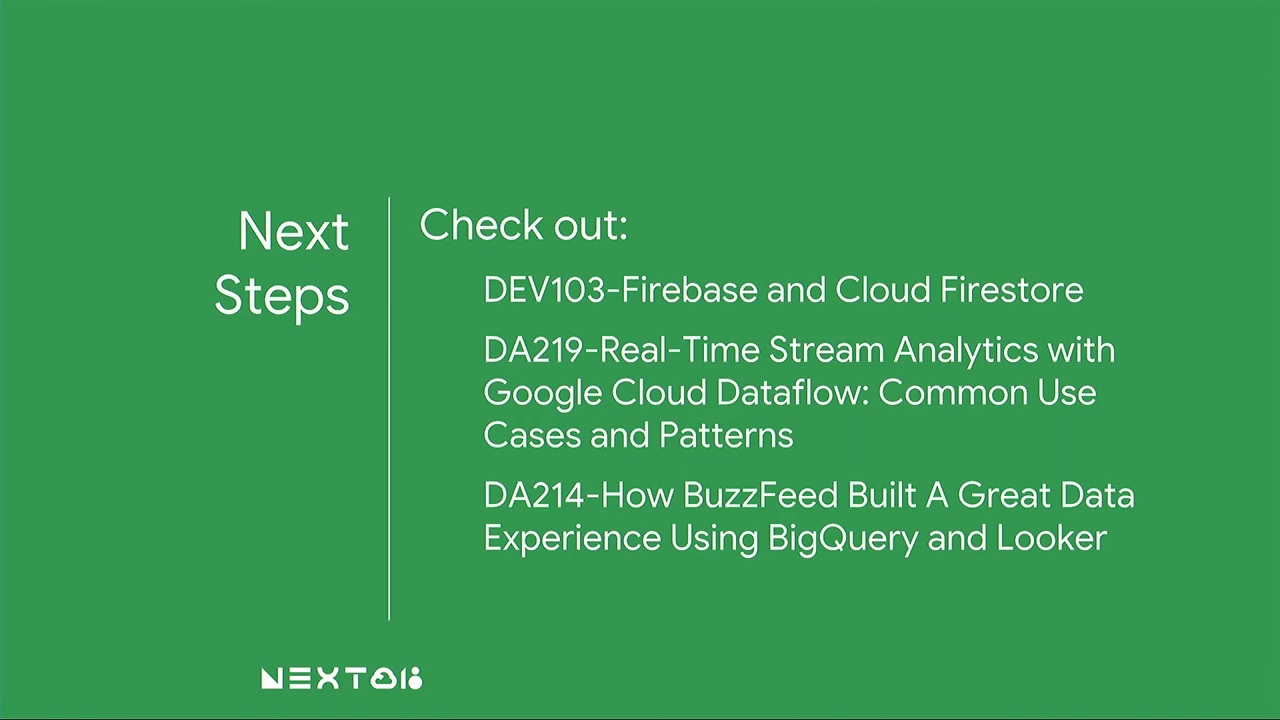 Next
Steps
Check out:
DEV103-Firebase and Cloud Firestore
DA219-Real-Time Stream Analytics with
Google Cloud Dataflow: Common Use
Cases and Patterns
DA214-How BuzzFeed Built A Great Data
Experience Using BigQuery and Looker
NEXT 18